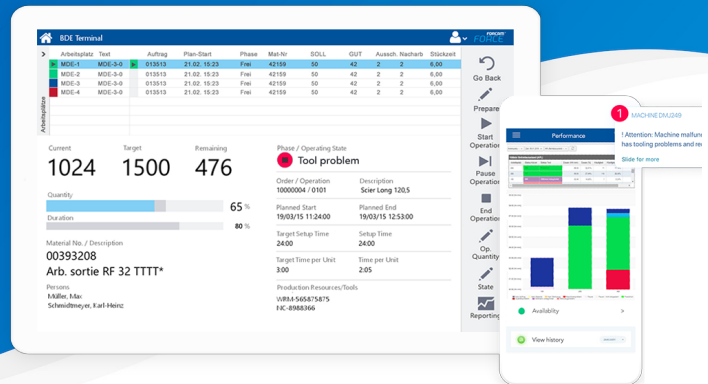 BDE Terminal
FORCAM
FORCE
Arbeitsplatz Text Auftrag Plan-Start Phase Mat-Nr SOLL GUT Aussch. Nacharb Stückzeit
MDE-1 MDE-3-0 013513 21.02. 15:23 Frei 42159 50 42 2 2 6,00
MDE-2 MDE-3-0 013513 21.02. 15:23 Frei 42159 50 42 2 2 6,00
MDE-3 MDE-3-0 013513 21.02. 15:23 Frei 42159 50 42 2 2 6,00
MDE-4 MDE-3-0 013513 21.02. 15:23 Frei 42159 50 42 2 2 6,00
Arbeitsplätze
Current Target Remaining
1024 1500 476
Quantity
65 %
Duration
80 %
Material No. / Description
00393208
Arb. sortie RF 32 TTTT*
Persons
Müller, Max
Schmidtmeyer, Karl-Heinz
Phase / Operating State
Tool problem
Order / Operation Description
10000004 / 0101 Scier Long 120,5
Planned Start Planned End
19/03/15 11:24:00 19/03/15 12:53:00
Target Setup Time Setup Time
24:00 24:00
Target Time per Unit Time per Unit
3:00 2:05
Production Resources/Tools
WRM-565875875
NC-8988366
Go Back
Prepare
Start
Operation
Pause
Operation
End
Operation
Op.
Quantity
State
Reporting
1 MACHINE DMJ249
! Attention: Machine malfunc
has tooling problems and rec
Slide for more
Performance
Availablity >
View history